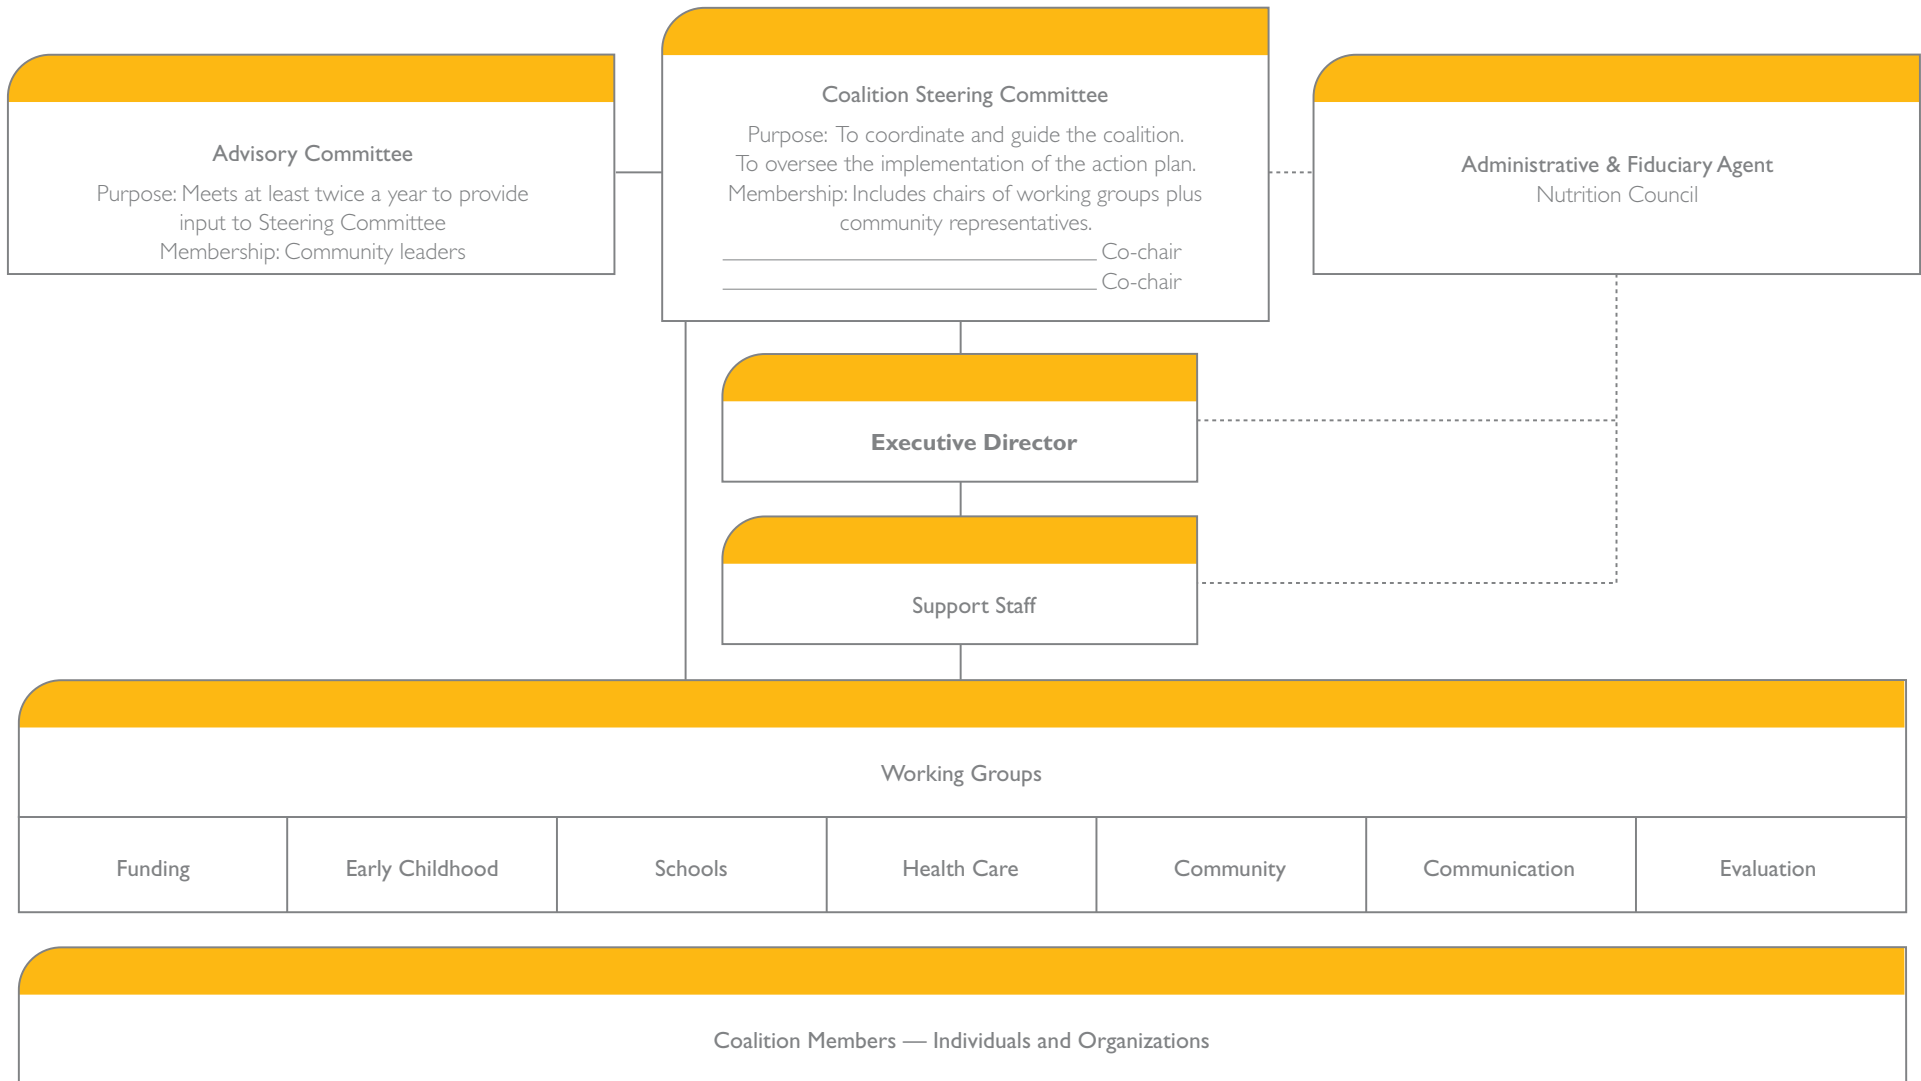 Advisory Committee
Purpose: Meets at least twice a year to provide
input to Steering Committee
Membership: Community leaders
Coalition Steering Committee
Purpose: To coordinate and guide the coalition.
To oversee the implementation of the action plan.
Membership: Includes chairs of working groups plus
community representatives.
Co-chair
Co-chair
Administrative & Fiduciary Agent
Nutrition Council
Executive Director
Support Staff
Working Groups
Funding
Early Childhood
Schools
Health Care
Community
Communication
Evaluation
Coalition Members — Individuals and Organizations